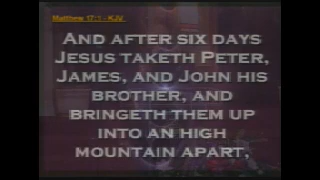 Matthew 17:1 - KJV
And after six days
Jesus taketh Peter,
James, and John his
brother, and
bringeth them up
into an high
mountain apart,